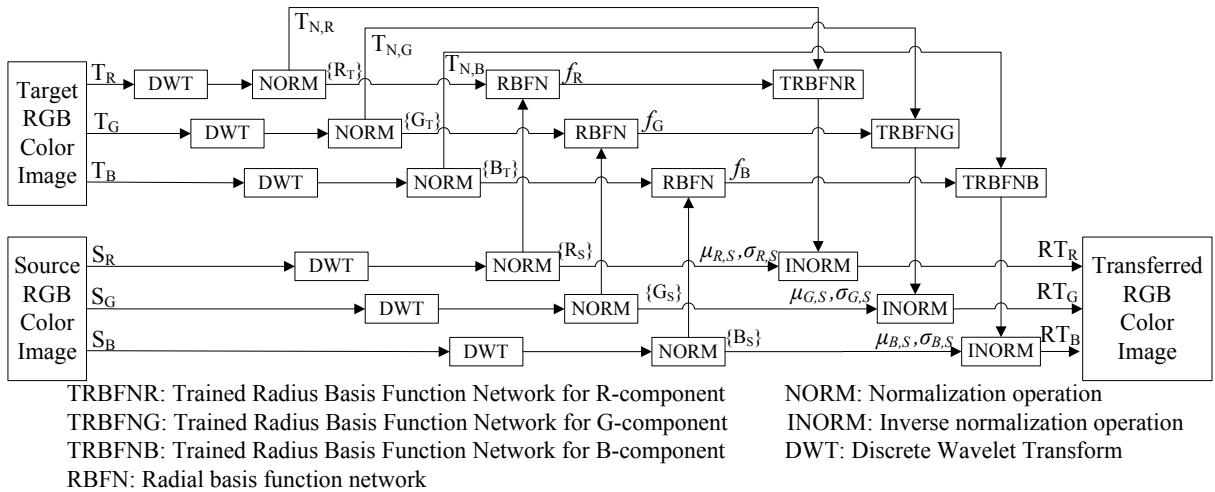 T_N,R
T_N,G
T_N,B
Target RGB Color Image
T_R DWT NORM {R_T} RBFN f_R TRBFNR
T_G DWT NORM {G_T} RBFN f_G TRBFNG
T_B DWT NORM {B_T} RBFN f_B TRBFNB
Source RGB Color Image
S_R DWT NORM {R_S} μ_R,S,σ_R,S INORM RT_R
S_G DWT NORM {G_S} μ_G,S,σ_G,S INORM RT_G
S_B DWT NORM {B_S} μ_B,S,σ_B,S INORM RT_B
Transferred RGB Color Image
TRBFNR: Trained Radius Basis Function Network for R-component
TRBFNG: Trained Radius Basis Function Network for G-component
TRBFNB: Trained Radius Basis Function Network for B-component
RBFN: Radial basis function network
NORM: Normalization operation
INORM: Inverse normalization operation
DWT: Discrete Wavelet Transform